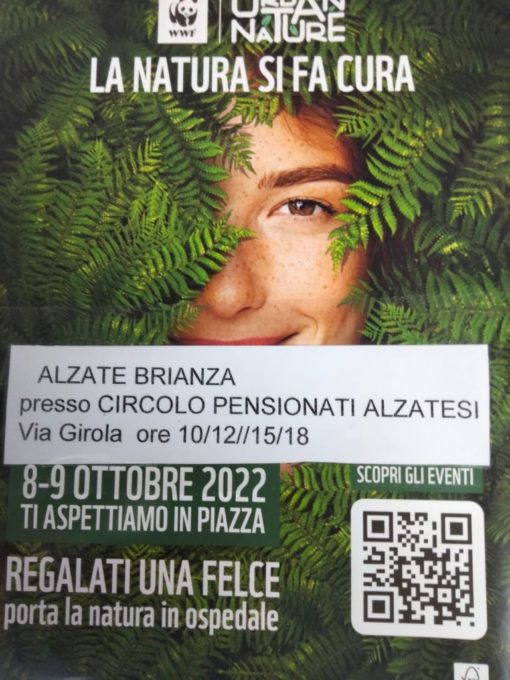 WWF
URBAN
NATURE
LA NATURA SI FA CURA
ALZATE BRIANZA
presso CIRCOLO PENSIONATI ALZATESI
Via Girola ore 10/12//15/18
8-9 OTTOBRE 2022
TI ASPETTIAMO IN PIAZZA
SCOPRI GLI EVENTI
REGALATI UNA FELCE
porta la natura in ospedale